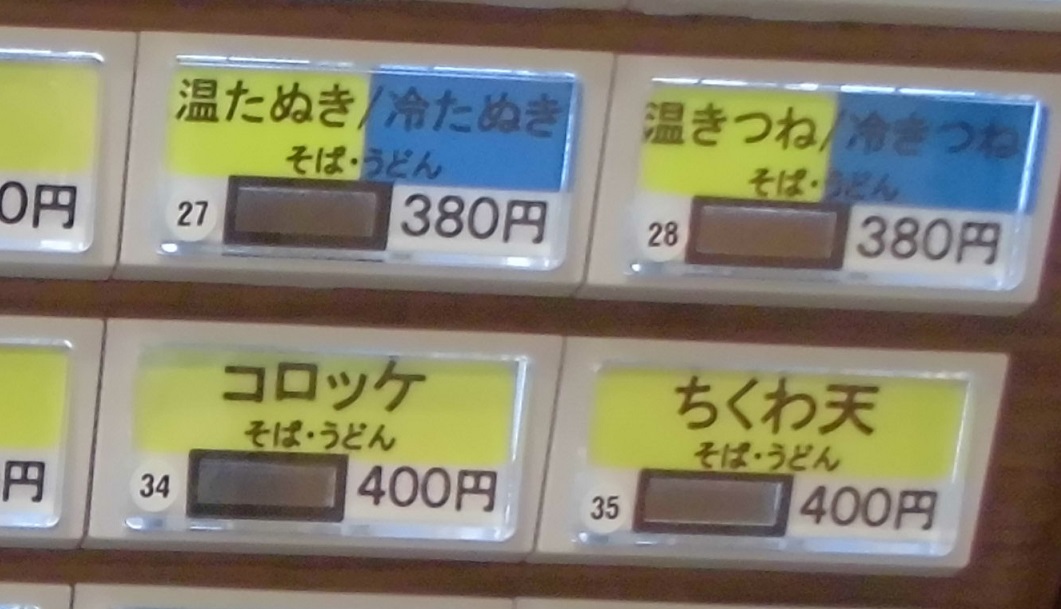 温たぬき/冷たぬき
そば・うどん
27
380円
温きつね/冷きつね
そば・うどん
28
380円
0円
コロッケ
そば・うどん
34
400円
ちくわ天
そば・うどん
35
400円
円